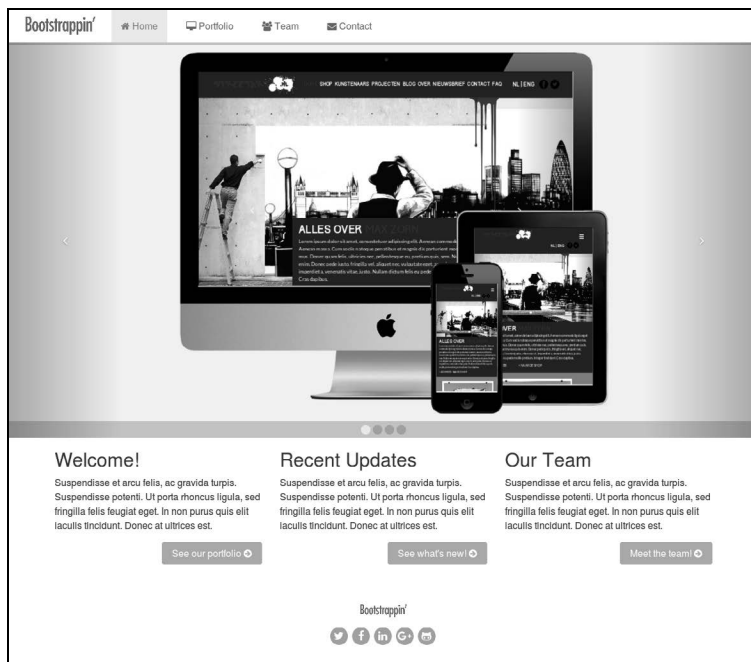 Bootstrappin' Home Portfolio Team Contact
SHOP KUNSTENAARS PROJECTEN BLOG OVER NIEUWSBRIEF CONTACT FAQ NL|ENG
ALLES OVER MAX ZORN
ALLES OVER
Welcome!
Suspendisse et arcu felis, ac gravida turpis.
Suspendisse potenti. Ut porta rhoncus ligula, sed
fringilla felis feugiat eget. In non purus quis elit
iaculis tincidunt. Donec at ultrices est.
See our portfolio
Recent Updates
Suspendisse et arcu felis, ac gravida turpis.
Suspendisse potenti. Ut porta rhoncus ligula, sed
fringilla felis feugiat eget. In non purus quis elit
iaculis tincidunt. Donec at ultrices est.
See what's new!
Our Team
Suspendisse et arcu felis, ac gravida turpis.
Suspendisse potenti. Ut porta rhoncus ligula, sed
fringilla felis feugiat eget. In non purus quis elit
iaculis tincidunt. Donec at ultrices est.
Meet the team!
Bootstrappin'